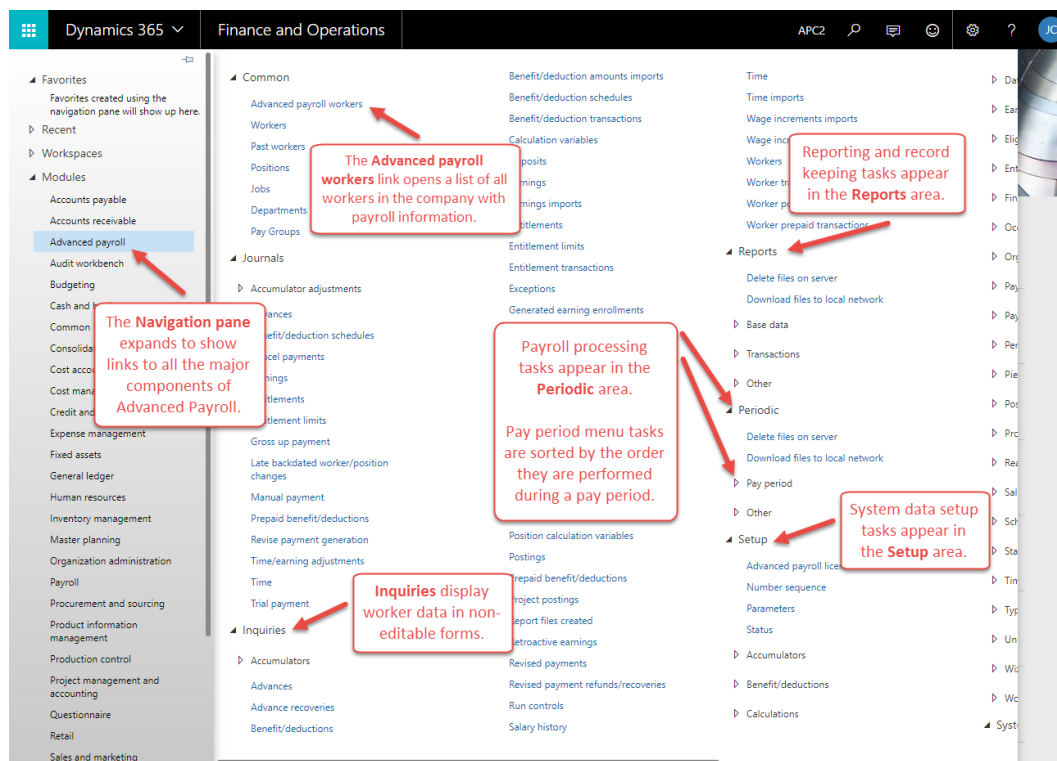 Dynamics 365
Finance and Operations
APC2
?
JC
Favorites
Favorites created using the
navigation pane will show up here.
Recent
Workspaces
Modules
Accounts payable
Accounts receivable
Advanced payroll
Audit workbench
Budgeting
Cash and
Common
Cost
Credit and
Expense management
Fixed assets
General ledger
Human resources
Inventory management
Master planning
Organization administration
Payroll
Procurement and sourcing
Product information
management
Production control
Project management and
accounting
Questionnaire
Retail
Sales and marketing
The Navigation pane
expands to show
links to all the major
components of
Advanced Payroll.
Common
Advanced payroll workers
Workers
Past workers
Positions
Jobs
Departments
Pay Groups
The Advanced payroll
workers link opens a list of all
workers in the company with
payroll information.
Journals
Accumulator adjustments
schedules
payments
limits
Gross up payment
Late backdated worker/position
changes
Manual payment
Prepaid benefit/deductions
Revise payment generation
Time/earning adjustments
Time
Trial payment
Inquiries
Accumulators
Advances
Advance recoveries
Benefit/deductions
Inquiries display
worker data in non-
editable forms.
Benefit/deduction amounts imports
Benefit/deduction schedules
Benefit/deduction transactions
Calculation variables
imports
Entitlement limits
Entitlement transactions
Exceptions
Generated earning enrollments
Payroll processing
tasks appear in the
Periodic area.
Pay period menu tasks
are sorted by the order
they are performed
during a pay period.
Position calculation variables
Postings
Prepaid benefit/deductions
Project postings
Report files created
Retroactive earnings
Revised payments
Revised payment refunds/recoveries
Run controls
Salary history
Time
Time imports
Wage increments imports
Wage
Workers
Worker
Worker
Worker prepaid transactions
Reporting and record
keeping tasks appear
in the Reports area.
Reports
Delete files on server
Download files to local network
Base data
Transactions
Other
Periodic
Delete files on server
Download files to local network
Pay period
Other
Setup
Advanced payroll
Number sequence
Parameters
Status
Accumulators
Benefit/deductions
Calculations
System data setup
tasks appear in
the Setup area.